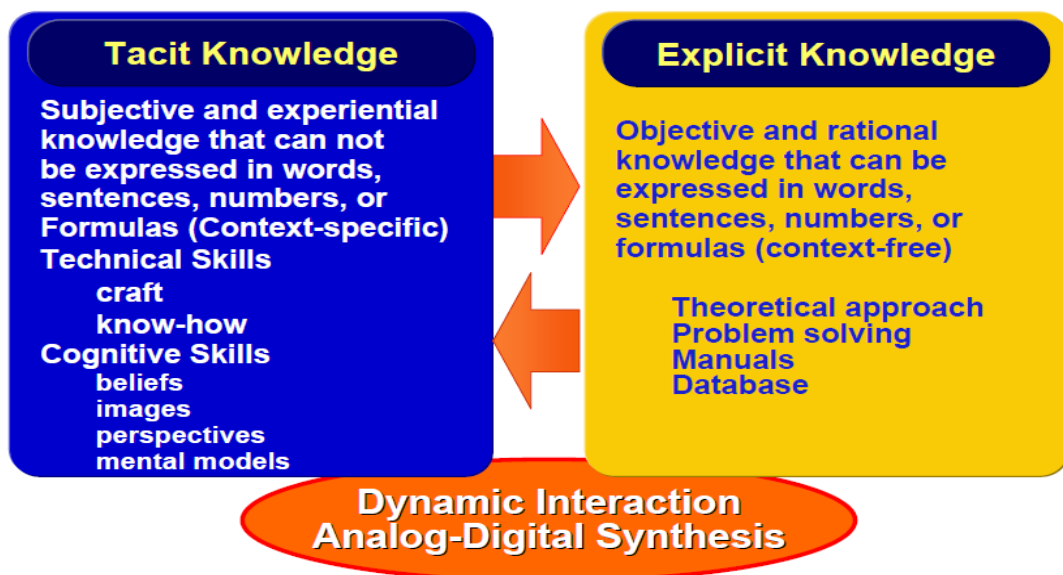 Tacit Knowledge
Subjective and experiential
knowledge that can not
be expressed in words,
sentences, numbers, or
Formulas (Context-specific)
Technical Skills
craft
know-how
Cognitive Skills
beliefs
images
perspectives
mental models
Explicit Knowledge
Objective and rational
knowledge that can be
expressed in words,
sentences, numbers, or
formulas (context-free)
Theoretical approach
Problem solving
Manuals
Database
Dynamic Interaction
Analog-Digital Synthesis